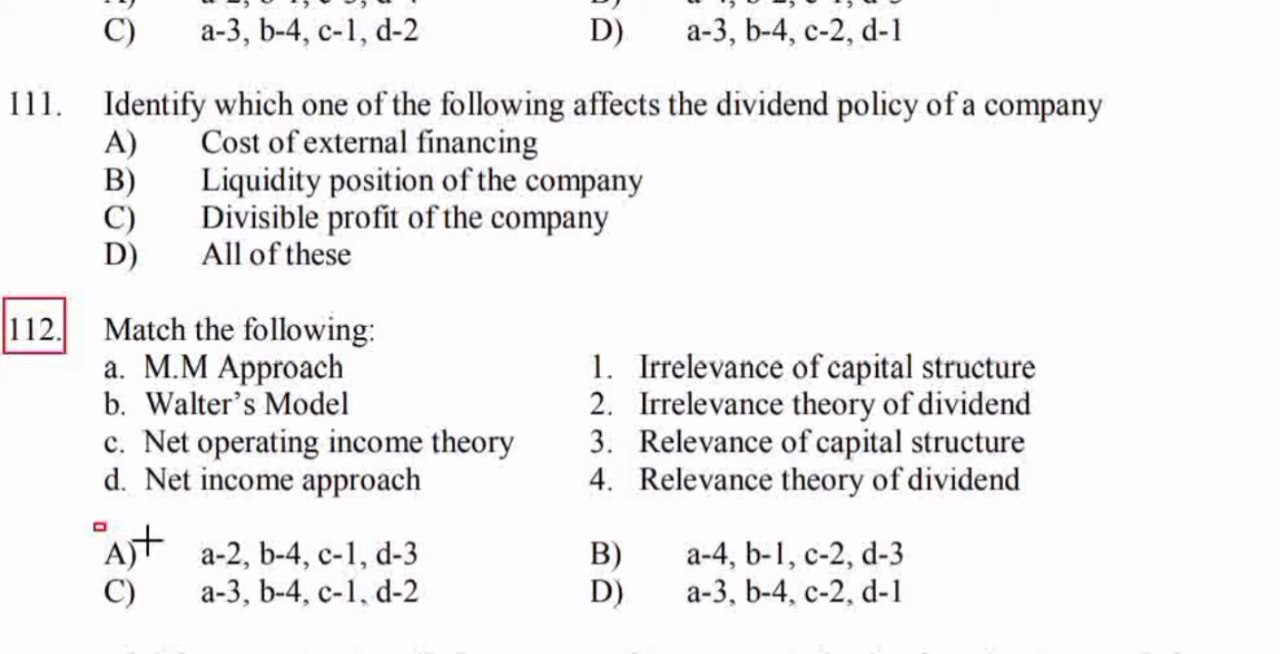 C) a-3, b-4, c-1, d-2 D) a-3, b-4, c-2, d-1
111. Identify which one of the following affects the dividend policy of a company
A) Cost of external financing
B) Liquidity position of the company
C) Divisible profit of the company
D) All of these
112. Match the following:
a. M.M Approach 1. Irrelevance of capital structure
b. Walter's Model 2. Irrelevance theory of dividend
c. Net operating income theory 3. Relevance of capital structure
d. Net income approach 4. Relevance theory of dividend
A) a-2, b-4, c-1, d-3 B) a-4, b-1, c-2, d-3
C) a-3, b-4, c-1, d-2 D) a-3, b-4, c-2, d-1